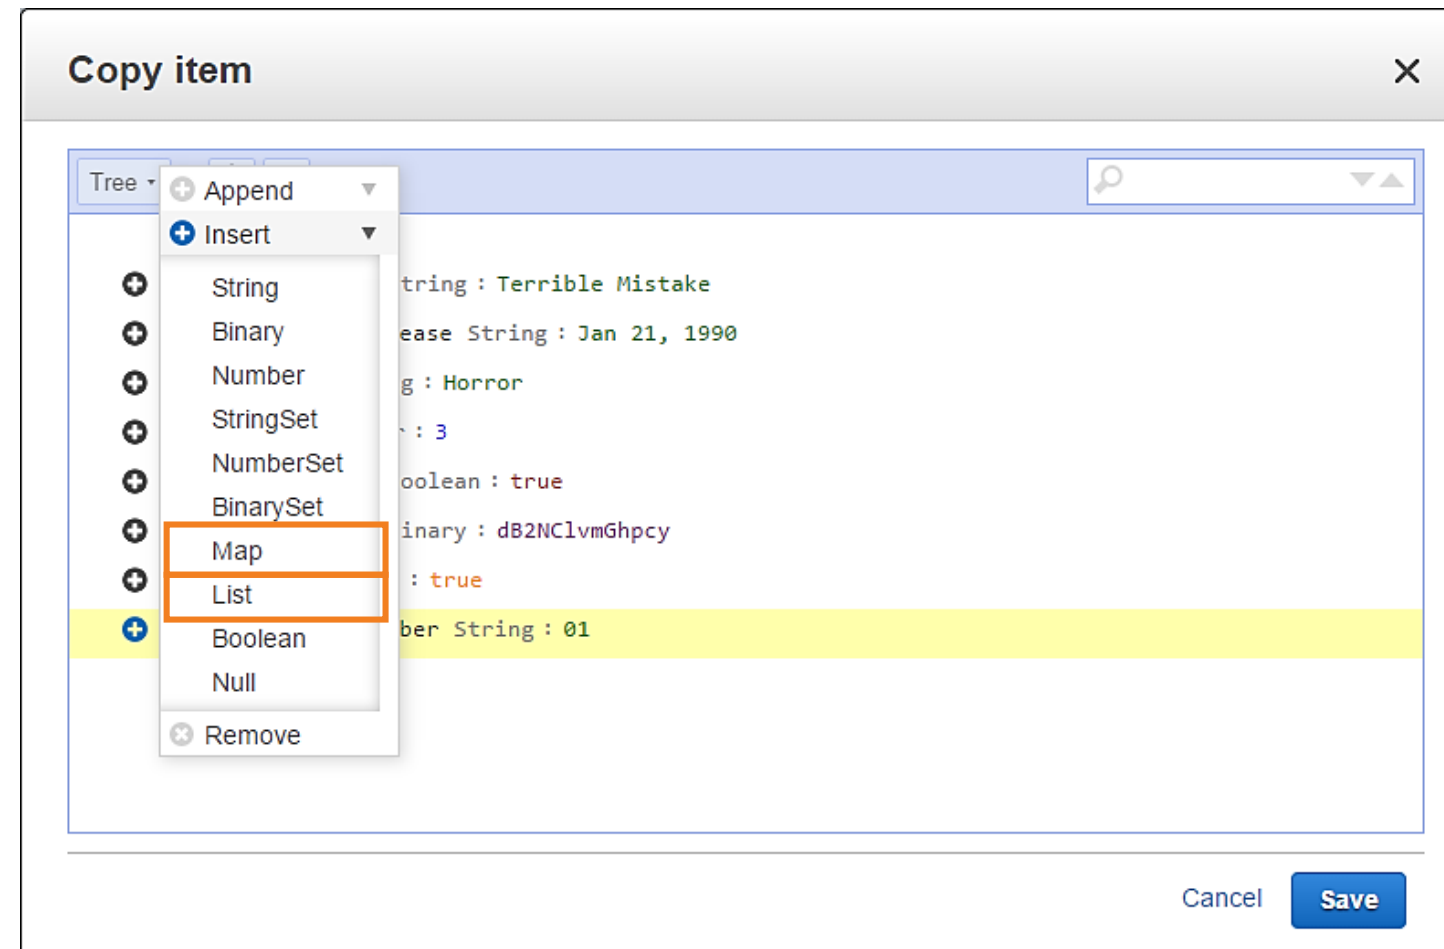 Copy item
Tree
Append
Insert
String
Binary
Number
StringSet
NumberSet
BinarySet
Map
List
Boolean
Null
Remove
tring : Terrible Mistake
ease String : Jan 21, 1990
g : Horror
: 3
oolean : true
inary : dB2NClvmGhpcy
: true
ber String : 01
Cancel
Save